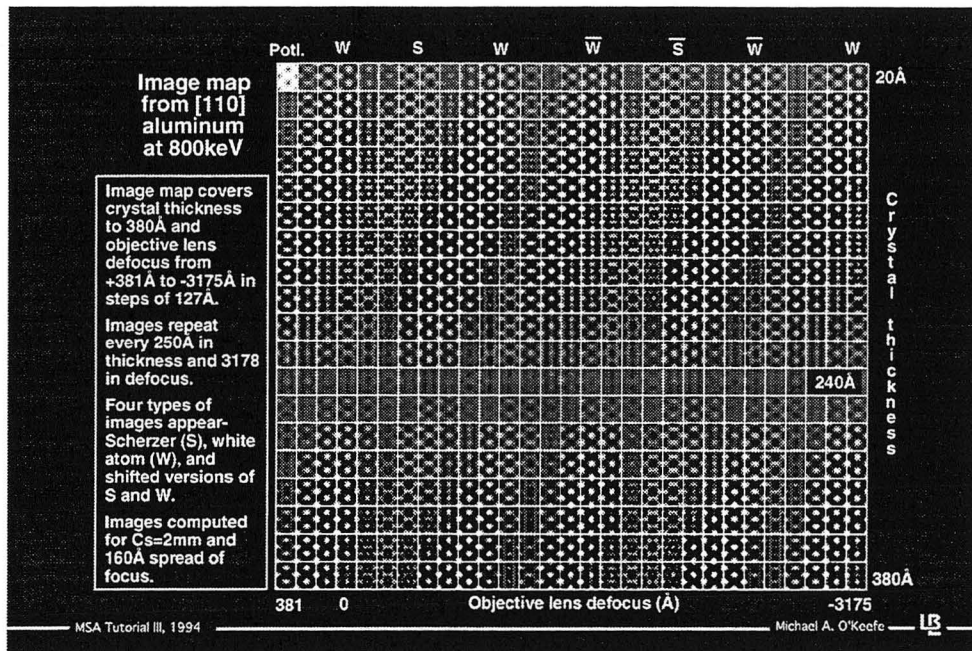 Potl. W S W W̅ S̅ W̅ W
Image map
from [110]
aluminum
at 800keV
20Å
Image map covers
crystal thickness
to 380Å and
objective lens
defocus from
+381Å to -3175Å in
steps of 127Å.
Images repeat
every 250Å in
thickness and 3178
in defocus.
Four types of
images appear-
Scherzer (S), white
atom (W), and
shifted versions of
S and W.
Images computed
for Cs=2mm and
160Å spread of
focus.
Crystal thickness
240Å
380Å
381 0 Objective lens defocus (Å) -3175
MSA Tutorial III, 1994 Michael A. O'Keefe LBL